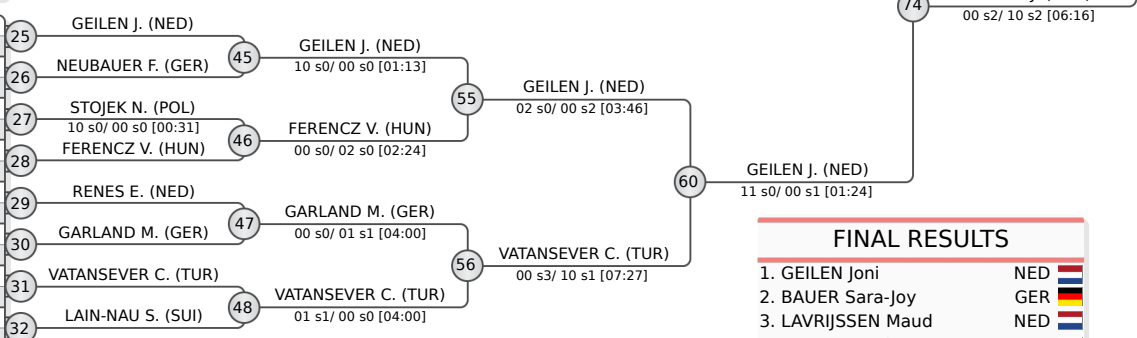 74
00 s2/ 10 s2 [06:16]
25
GEILEN J. (NED)
26
NEUBAUER F. (GER)
45
GEILEN J. (NED)
10 s0/ 00 s0 [01:13]
27
STOJEK N. (POL)
10 s0/ 00 s0 [00:31]
28
FERENCZ V. (HUN)
46
FERENCZ V. (HUN)
00 s0/ 02 s0 [02:24]
55
GEILEN J. (NED)
02 s0/ 00 s2 [03:46]
29
RENES E. (NED)
30
GARLAND M. (GER)
47
GARLAND M. (GER)
00 s0/ 01 s1 [04:00]
31
VATANSEVER C. (TUR)
32
LAIN-NAU S. (SUI)
48
VATANSEVER C. (TUR)
01 s1/ 00 s0 [04:00]
56
VATANSEVER C. (TUR)
00 s3/ 10 s1 [07:27]
60
GEILEN J. (NED)
11 s0/ 00 s1 [01:24]
FINAL RESULTS
1. GEILEN Joni NED
2. BAUER Sara-Joy GER
3. LAVRIJSSEN Maud NED